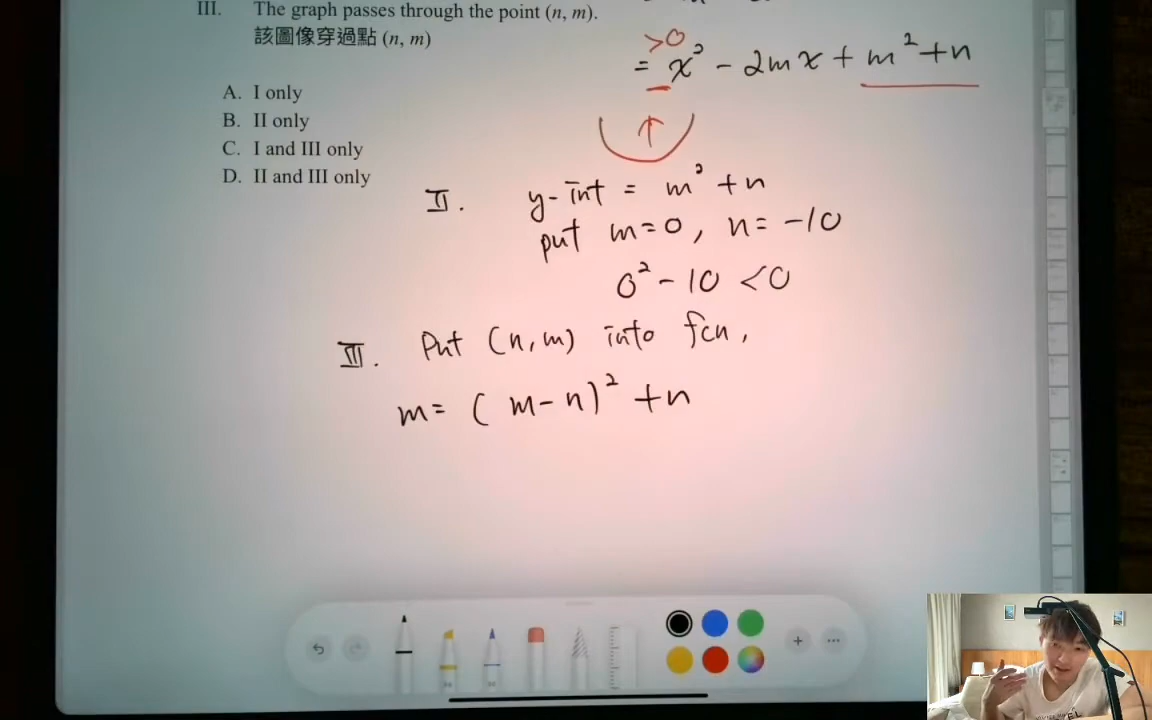 III. The graph passes through the point (n, m).
該圖像穿過點 (n, m)
A. I only
B. II only
C. I and III only
D. II and III only
>0
= x² - 2mx + m² + n
II. y-int = m² + n
put m=0, n= -10
0² - 10 <0
III. Put (n, m) into fcn,
m= (m-n)² + n